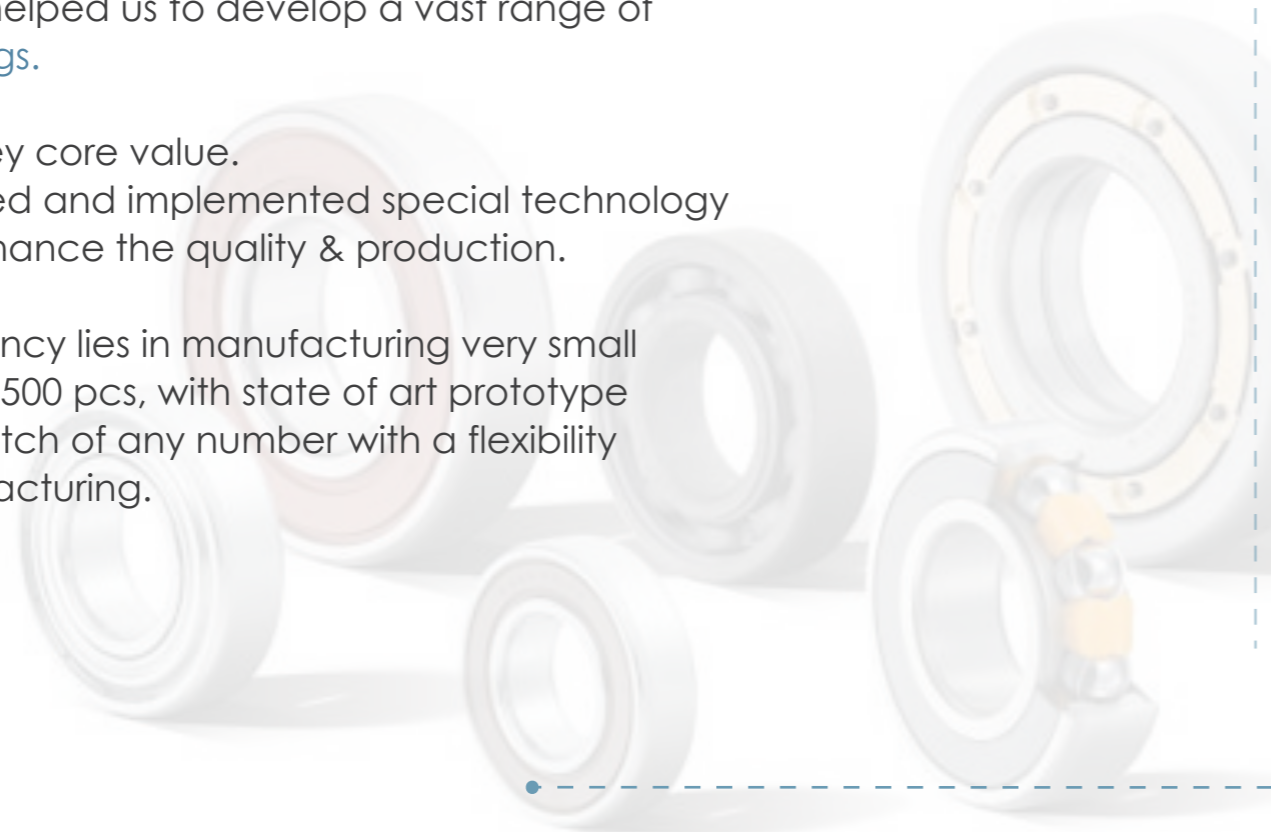 helped us to develop a vast range of
gs.
ey core value.
ed and implemented special technology
hance the quality & production.
ncy lies in manufacturing very small
500 pcs, with state of art prototype
tch of any number with a flexibility
acturing.